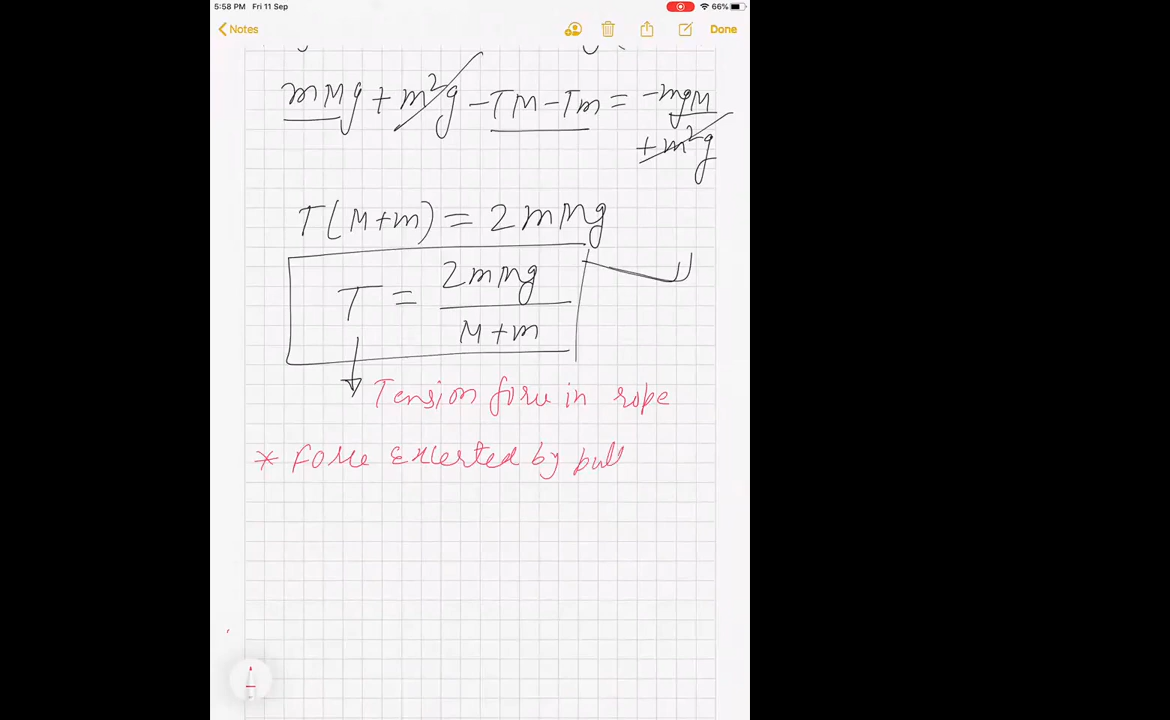 5:58 PM Fri 11 Sep
66%
Notes
Done
mMg + m²g - TM - Tm = -mgM
+ m²g
T(M+m) = 2mMg
T = 2mMg / M+m
Tension force in rope
* Force Excerted by pull